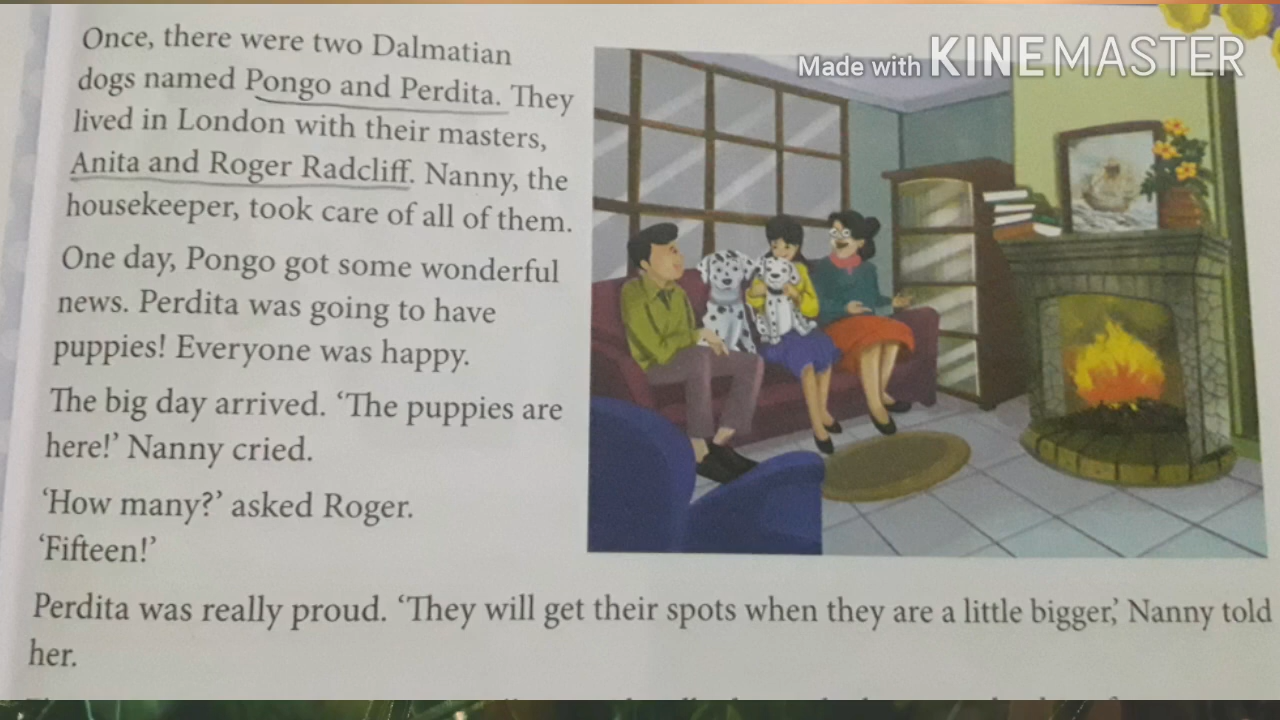 Made with KINEMASTER
Once, there were two Dalmatian
dogs named Pongo and Perdita. They
lived in London with their masters,
Anita and Roger Radcliff. Nanny, the
housekeeper, took care of all of them.
One day, Pongo got some wonderful
news. Perdita was going to have
puppies! Everyone was happy.
The big day arrived. ‘The puppies are
here!’ Nanny cried.
‘How many?’ asked Roger.
‘Fifteen!’
Perdita was really proud. ‘They will get their spots when they are a little bigger,’ Nanny told
her.